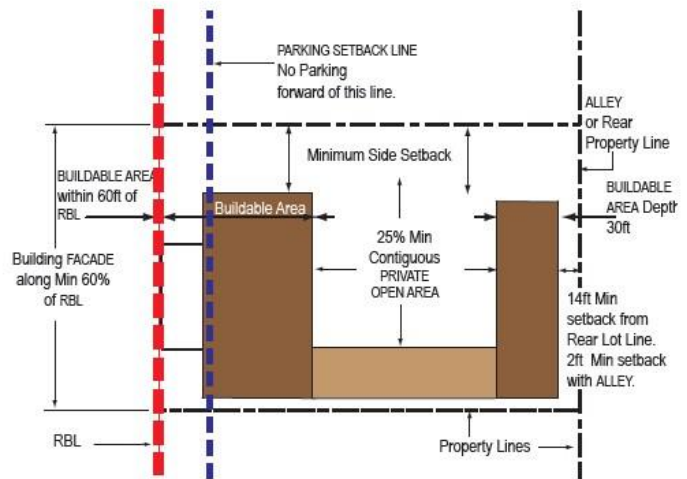 PARKING SETBACK LINE
No Parking
forward of this line.
ALLEY
or Rear
Property Line
Minimum Side Setback
BUILDABLE AREA
within 60ft of
RBL
Buildable Area
BUILDABLE
AREA Depth
30ft
25% Min
Contiguous
PRIVATE
OPEN AREA
Building FACADE
along Min 60%
of RBL
14ft Min
setback from
Rear Lot Line.
2ft Min setback
with ALLEY.
RBL
Property Lines